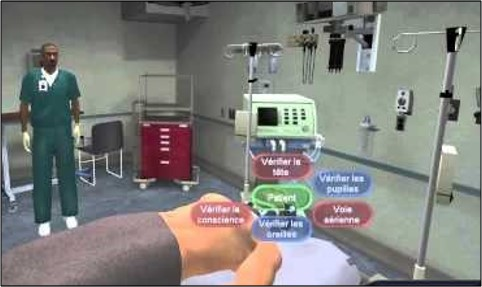 Vérifier la
tête
Vérifier les
pupilles
Patient
Vérifier la
conscience
Voie
aérienne
Vérifier les
oreilles